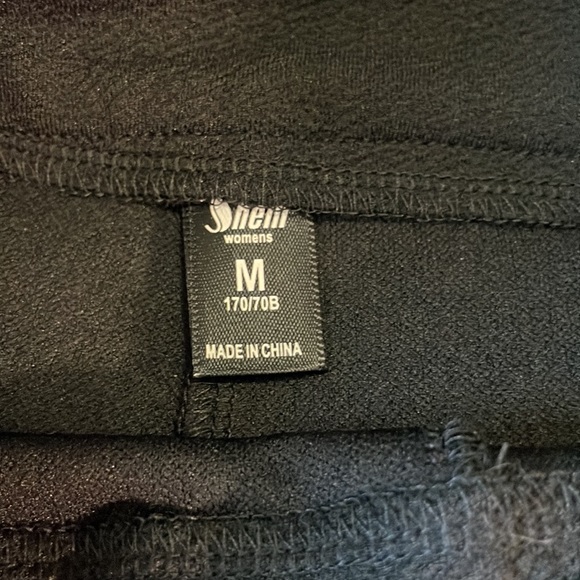 Shein
womens
M
170/70B
MADE IN CHINA